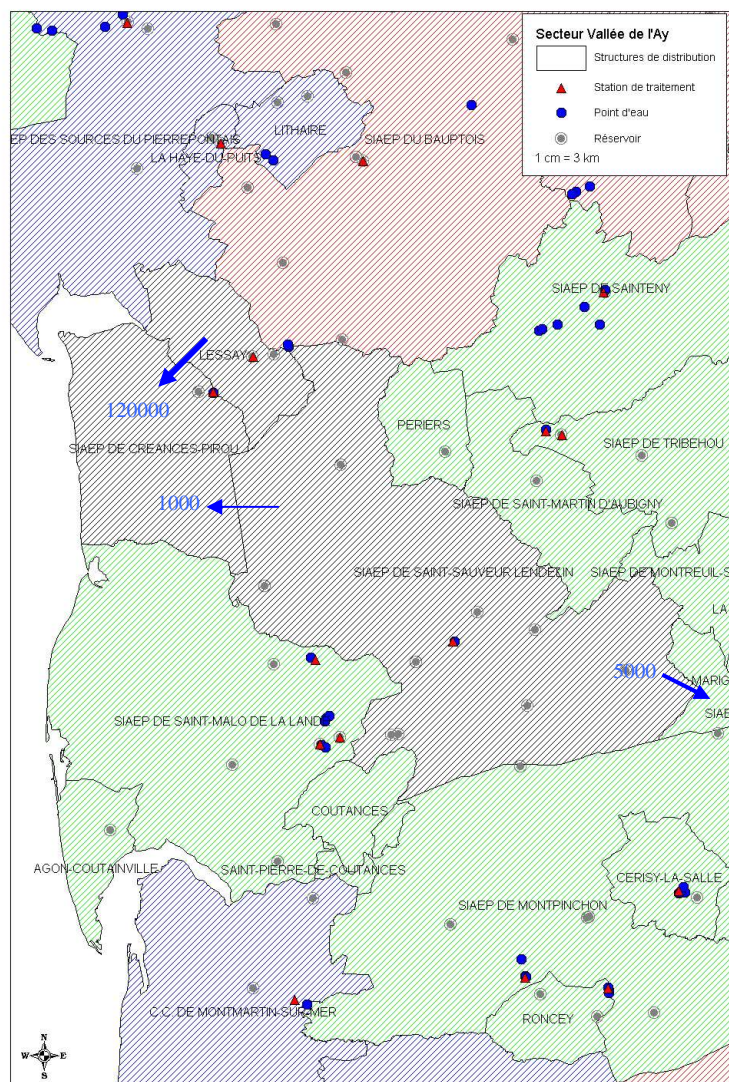 Secteur Vallée de l'Ay
Structures de distribution
Station de traitement
Point d'eau
Réservoir
1 cm = 3 km
LITHAIRE
EP DES SOURCES DU PIERREPONTAIS
SIAEP DU BAUPTOIS
LA HAYE-DU-PUITS
SIAEP DE SAINTENY
LESSAY
120000
PERIERS
SIAEP DE CREANCES-PIROU
SIAEP DE TRIBEHOU
1000
SIAEP DE SAINT-MARTIN D'AUBIGNY
SIAEP DE SAINT-SAUVEUR LENDELIN
SIAEP DE MONTREUIL-S
LA
5000
MARIG
SIAE
SIAEP DE SAINT-MALO DE LA LANDE
COUTANCES
AGON-COUTAINVILLE
SAINT-PIERRE-DE-COUTANCES
CERISY-LA-SALLE
SIAEP DE MONTPINCHON
C.C. DE MONTMARTIN-SUR-MER
RONCEY
N
W E
S